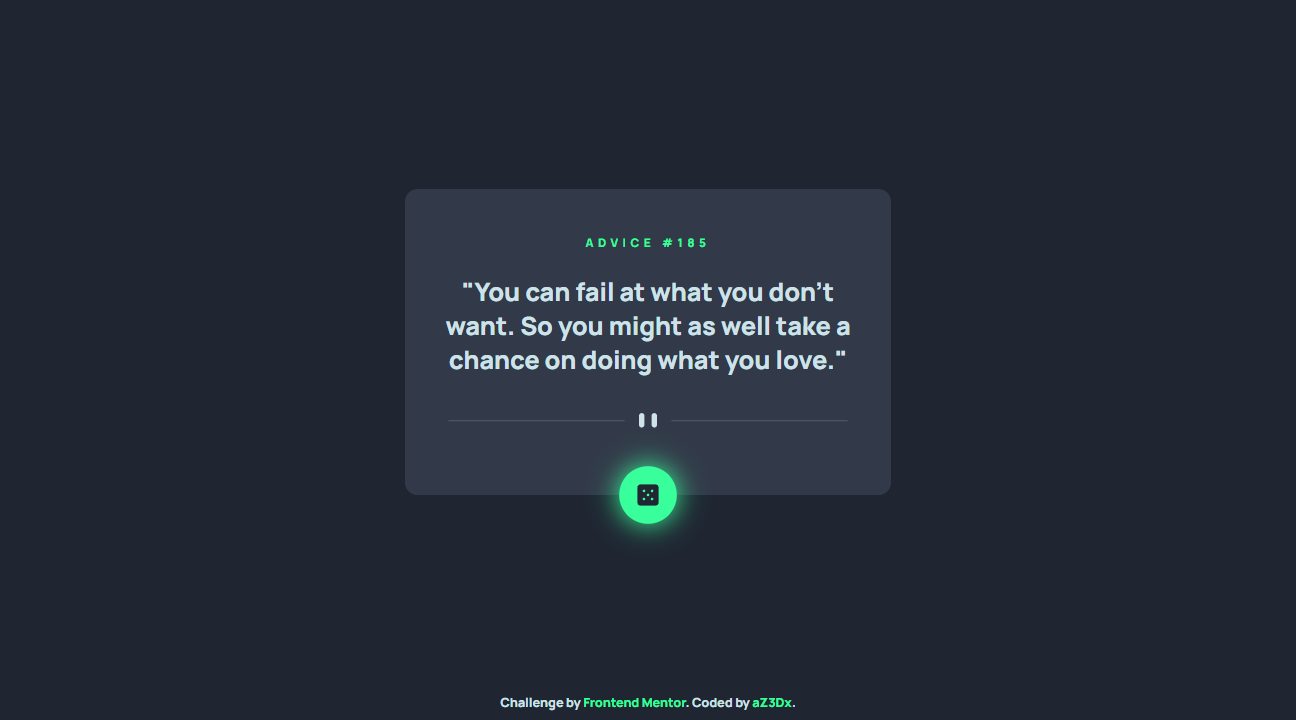 ADVICE #185
"You can fail at what you don’t
want. So you might as well take a
chance on doing what you love."
Challenge by Frontend Mentor. Coded by aZ3Dx.